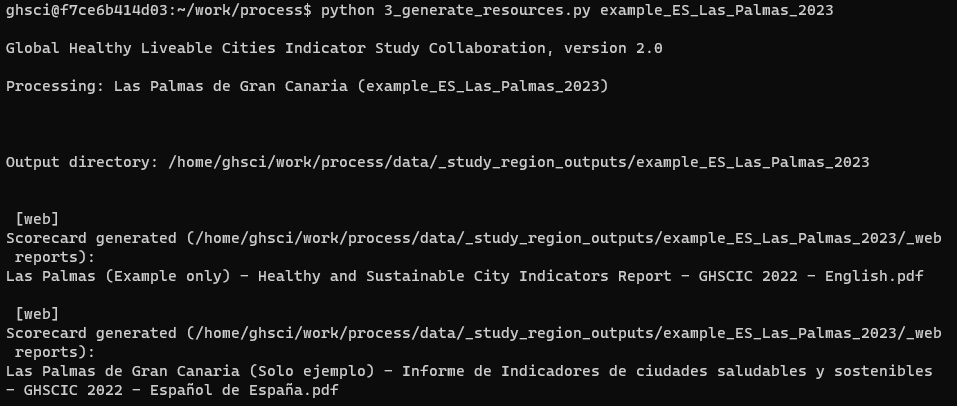 ghsci@f7ce6b414d03:~/work/process$ python 3_generate_resources.py example_ES_Las_Palmas_2023
Global Healthy Liveable Cities Indicator Study Collaboration, version 2.0
Processing: Las Palmas de Gran Canaria (example_ES_Las_Palmas_2023)
Output directory: /home/ghsci/work/process/data/_study_region_outputs/example_ES_Las_Palmas_2023
[web]
Scorecard generated (/home/ghsci/work/process/data/_study_region_outputs/example_ES_Las_Palmas_2023/_web
reports):
Las Palmas (Example only) - Healthy and Sustainable City Indicators Report - GHSCIC 2022 - English.pdf
[web]
Scorecard generated (/home/ghsci/work/process/data/_study_region_outputs/example_ES_Las_Palmas_2023/_web
reports):
Las Palmas de Gran Canaria (Solo ejemplo) - Informe de Indicadores de ciudades saludables y sostenibles
- GHSCIC 2022 - Español de España.pdf